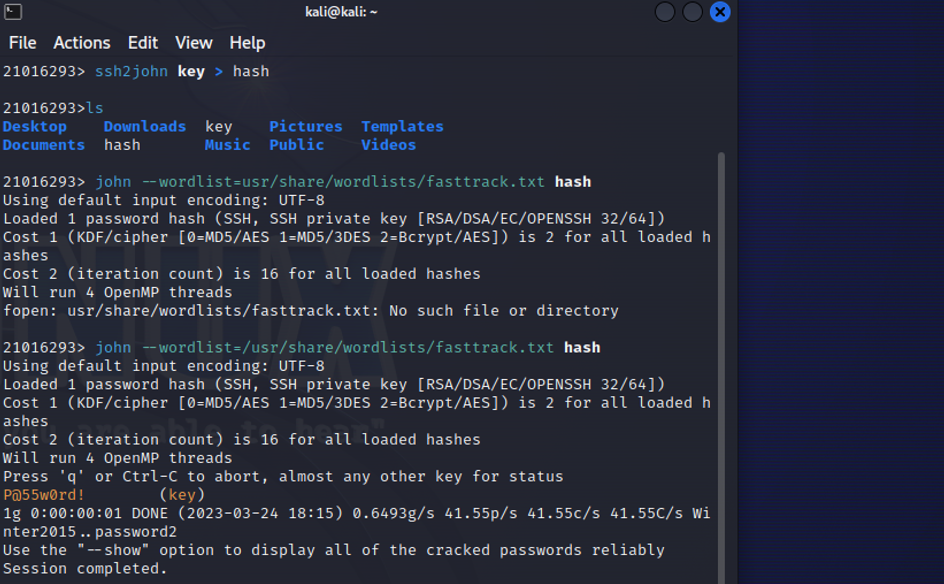 kali@kali: ~
File Actions Edit View Help
21016293> ssh2john key > hash
21016293>ls
Desktop Downloads key Pictures Templates
Documents hash Music Public Videos
21016293> john --wordlist=usr/share/wordlists/fasttrack.txt hash
Using default input encoding: UTF-8
Loaded 1 password hash (SSH, SSH private key [RSA/DSA/EC/OPENSSH 32/64])
Cost 1 (KDF/cipher [0=MD5/AES 1=MD5/3DES 2=Bcrypt/AES]) is 2 for all loaded h
ashes
Cost 2 (iteration count) is 16 for all loaded hashes
Will run 4 OpenMP threads
fopen: usr/share/wordlists/fasttrack.txt: No such file or directory
21016293> john --wordlist=/usr/share/wordlists/fasttrack.txt hash
Using default input encoding: UTF-8
Loaded 1 password hash (SSH, SSH private key [RSA/DSA/EC/OPENSSH 32/64])
Cost 1 (KDF/cipher [0=MD5/AES 1=MD5/3DES 2=Bcrypt/AES]) is 2 for all loaded h
ashes
Cost 2 (iteration count) is 16 for all loaded hashes
Will run 4 OpenMP threads
Press 'q' or Ctrl-C to abort, almost any other key for status
P@55w0rd! (key)
1g 0:00:00:01 DONE (2023-03-24 18:15) 0.6493g/s 41.55p/s 41.55c/s 41.55C/s Wi
nter2015..password2
Use the "--show" option to display all of the cracked passwords reliably
Session completed.